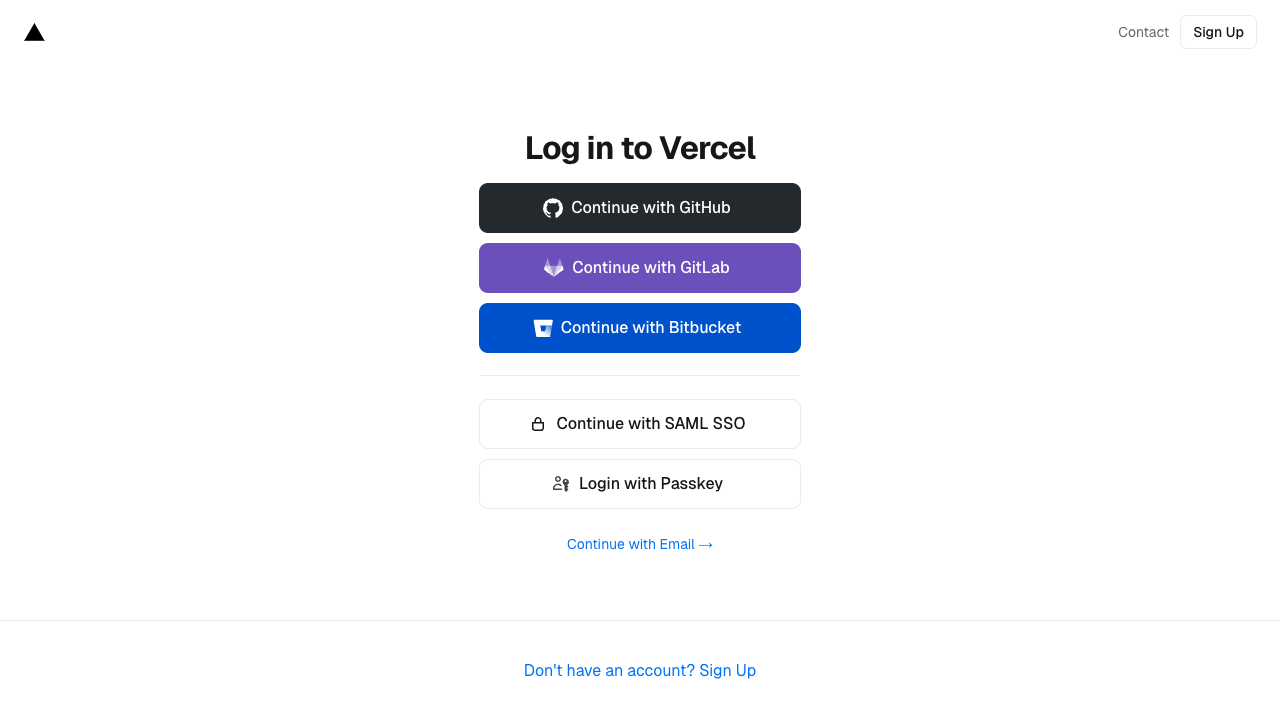 Contact
Sign Up
Log in to Vercel
Continue with GitHub
Continue with GitLab
Continue with Bitbucket
Continue with SAML SSO
Login with Passkey
Continue with Email →
Don't have an account? Sign Up